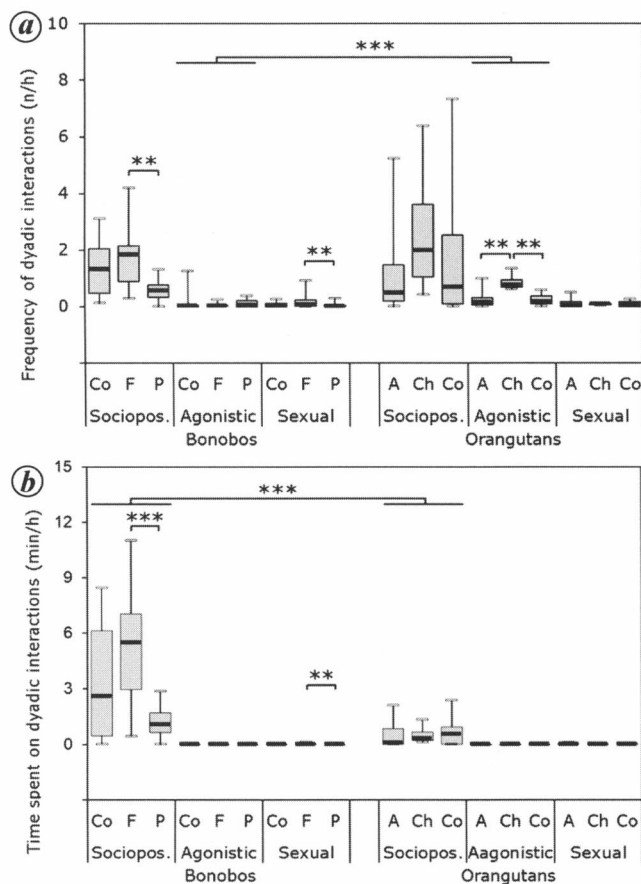 a
10
***
8
6
4
** ** ** **
2
0
Frequency of dyadic interactions (n/h)
Co F P Co F P Co F P A Ch Co A Ch Co A Ch Co
Sociopos. Agonistic Sexual Sociopos. Agonistic Sexual
Bonobos Orangutans
b
15
***
12
***
9
6
**
3
0
Time spent on dyadic interactions (min/h)
Co F P Co F P Co F P A Ch Co A Ch Co A Ch Co
Sociopos. Agonistic Sexual Sociopos. Aagonistic Sexual
Bonobos Orangutans